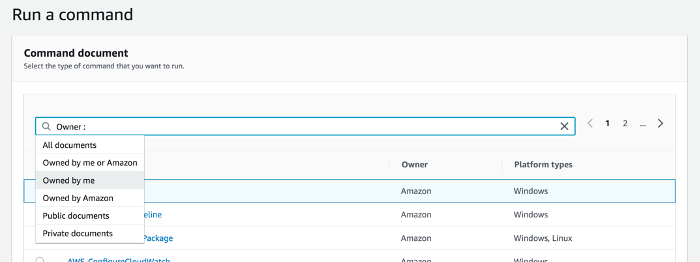 Run a command
Command document
Select the type of command that you want to run.
Owner :
1 2 ...
All documents
Owned by me or Amazon
Owned by me
Owned by Amazon
Public documents
Private documents
Owner Platform types
Amazon Windows
eline Amazon Windows
Package Amazon Windows, Linux
AWS-ConfigureCloudWatch Amazon Windows